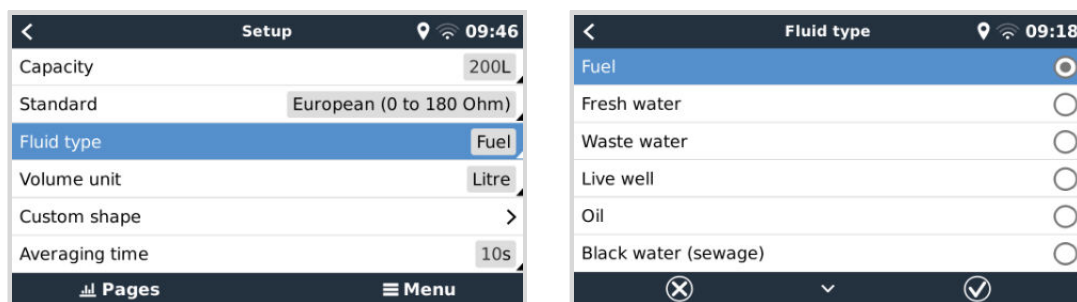 Setup 09:46
Capacity 200L
Standard European (0 to 180 Ohm)
Fluid type Fuel
Volume unit Litre
Custom shape
Averaging time 10s
Pages Menu
Fluid type 09:18
Fuel
Fresh water
Waste water
Live well
Oil
Black water (sewage)